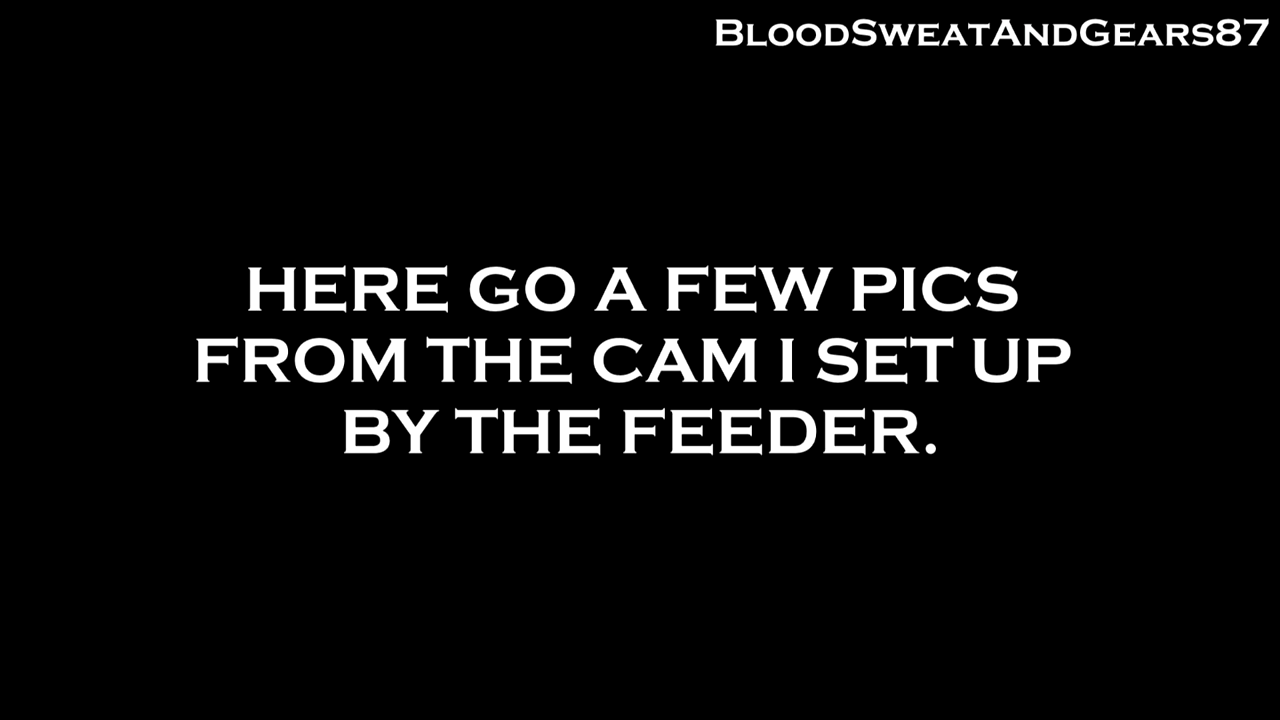 BloodSweatAndGears87
HERE GO A FEW PICS
FROM THE CAM I SET UP
BY THE FEEDER.